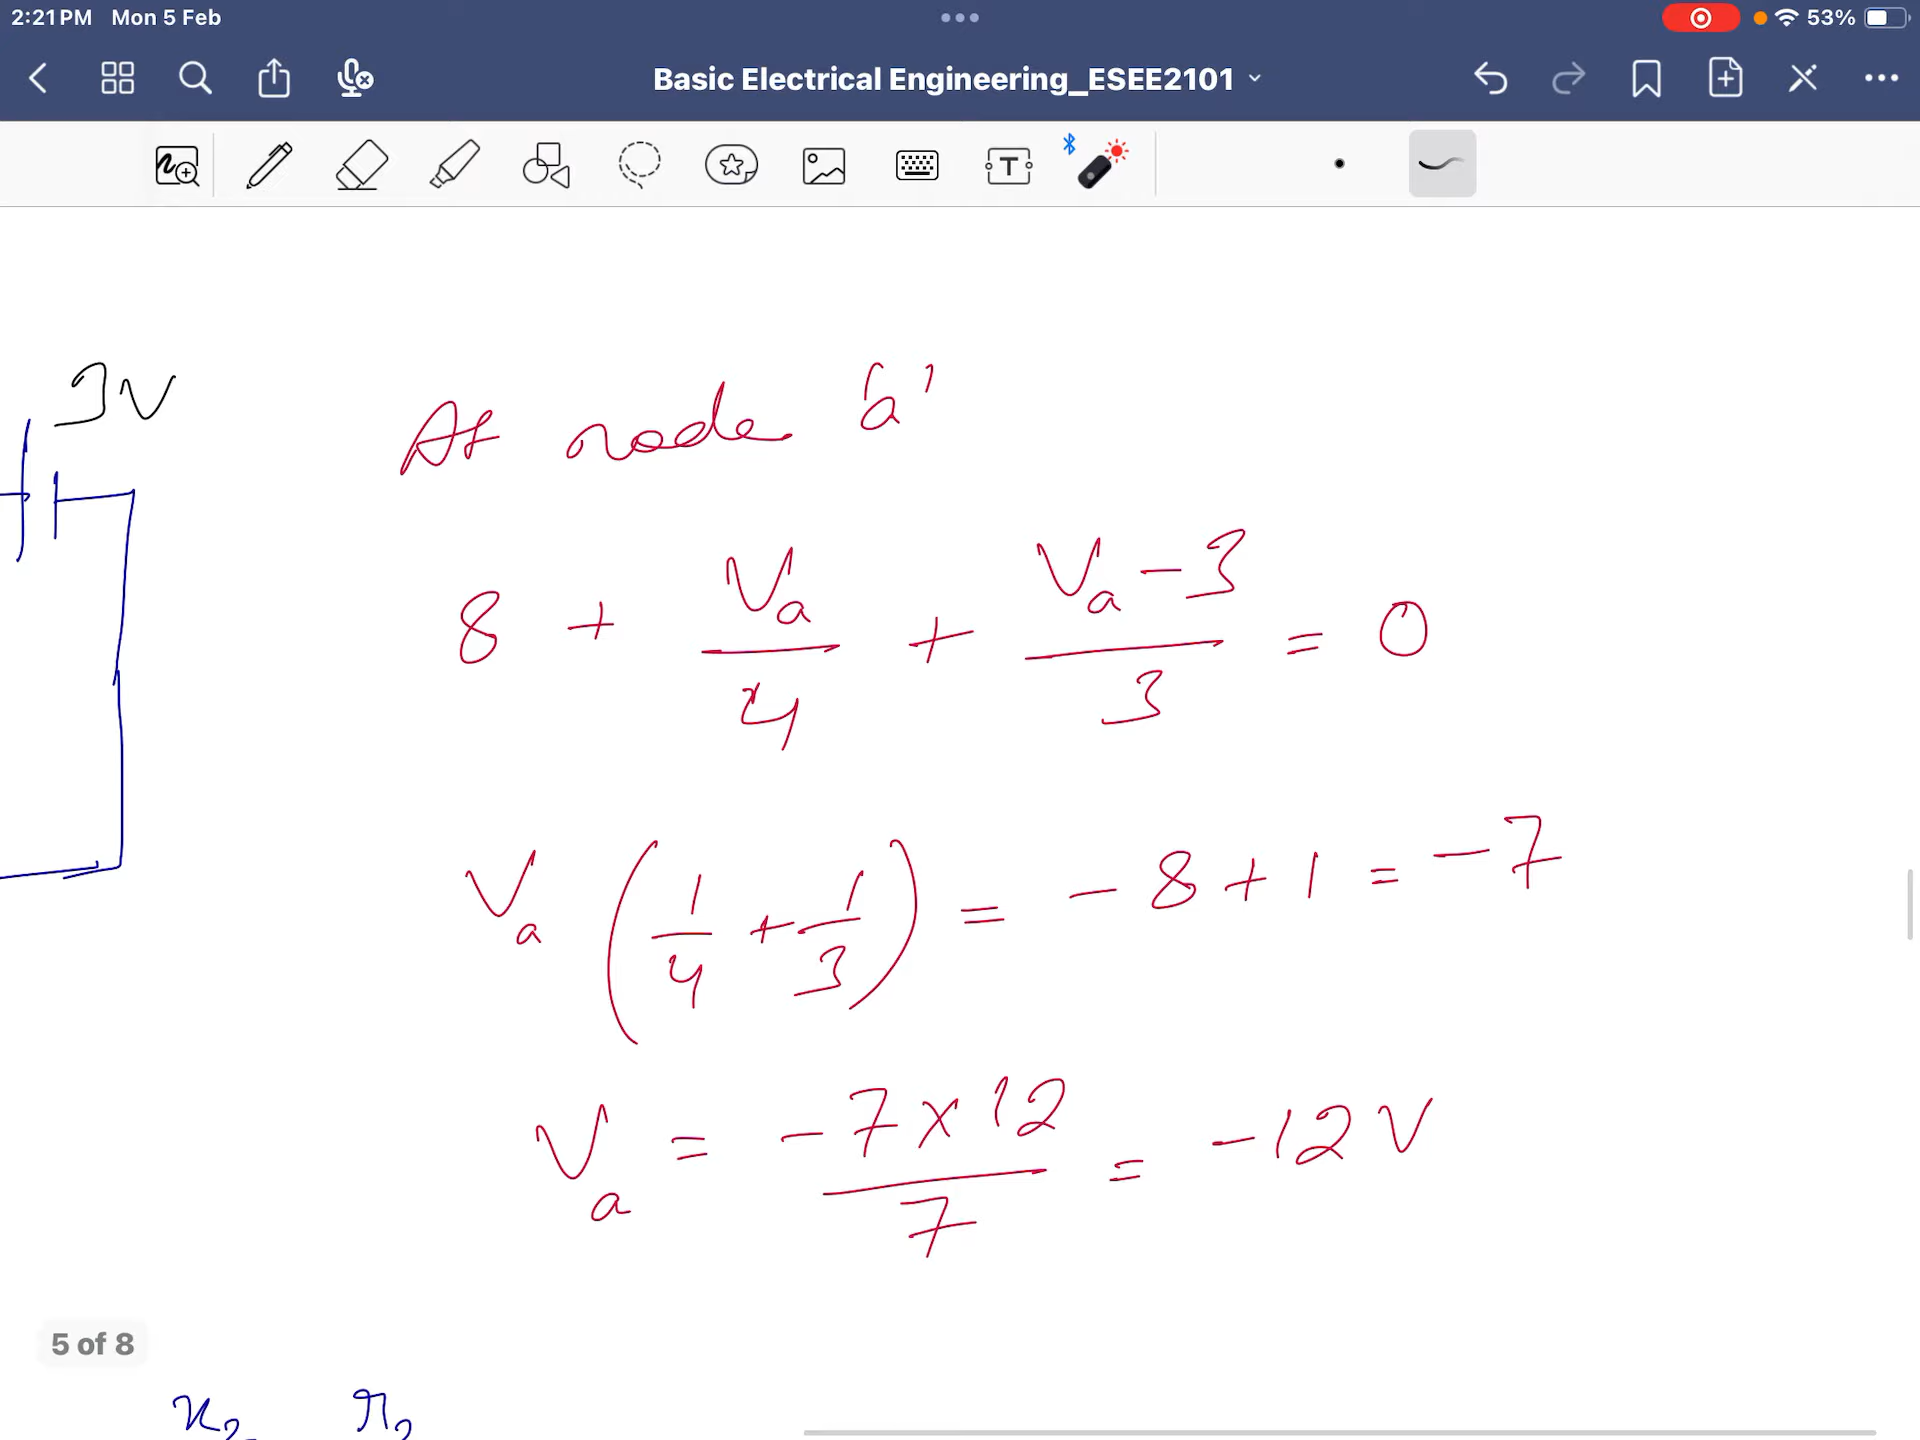 2:21 PM Mon 5 Feb
53%
Basic Electrical Engineering_ESEE2101
T
3V
At node 'a'
8 + Va/4 + (Va - 3)/3 = 0
Va (1/4 + 1/3) = - 8 + 1 = - 7
Va = (- 7 x 12)/7 = - 12 V
5 of 8